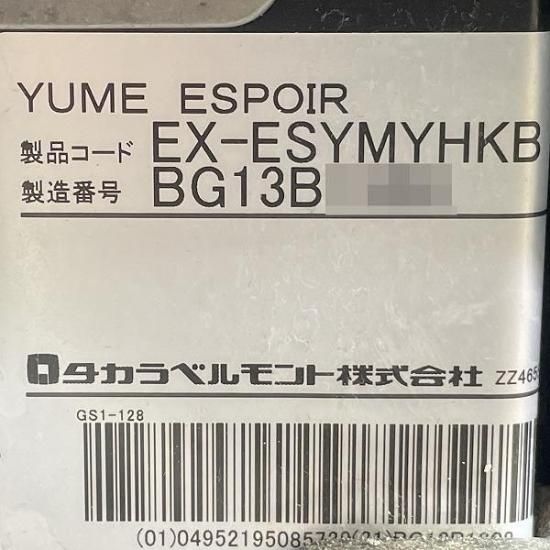 YUME ESPOIR
製品コード EX-ESYMYHKB
製造番号 BG13B
タカラベルモント株式会社 ZZ465
GS1-128